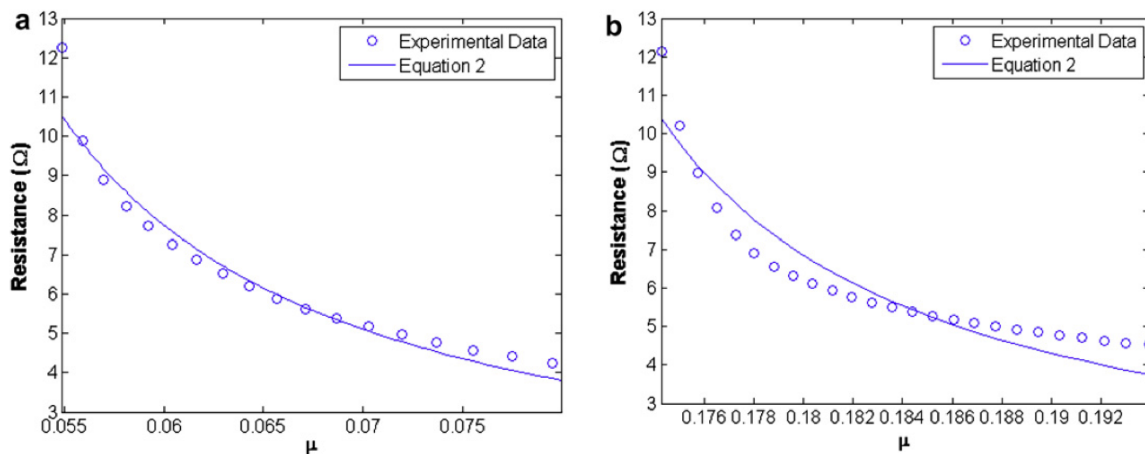 a
13
12
11
10
9
8
7
6
5
4
3
Resistance (Ω)
Experimental Data
Equation 2
0.055 0.06 0.065 0.07 0.075
μ
b
13
12
11
10
9
8
7
6
5
4
3
Resistance (Ω)
Experimental Data
Equation 2
0.176 0.178 0.18 0.182 0.184 0.186 0.188 0.19 0.192
μ